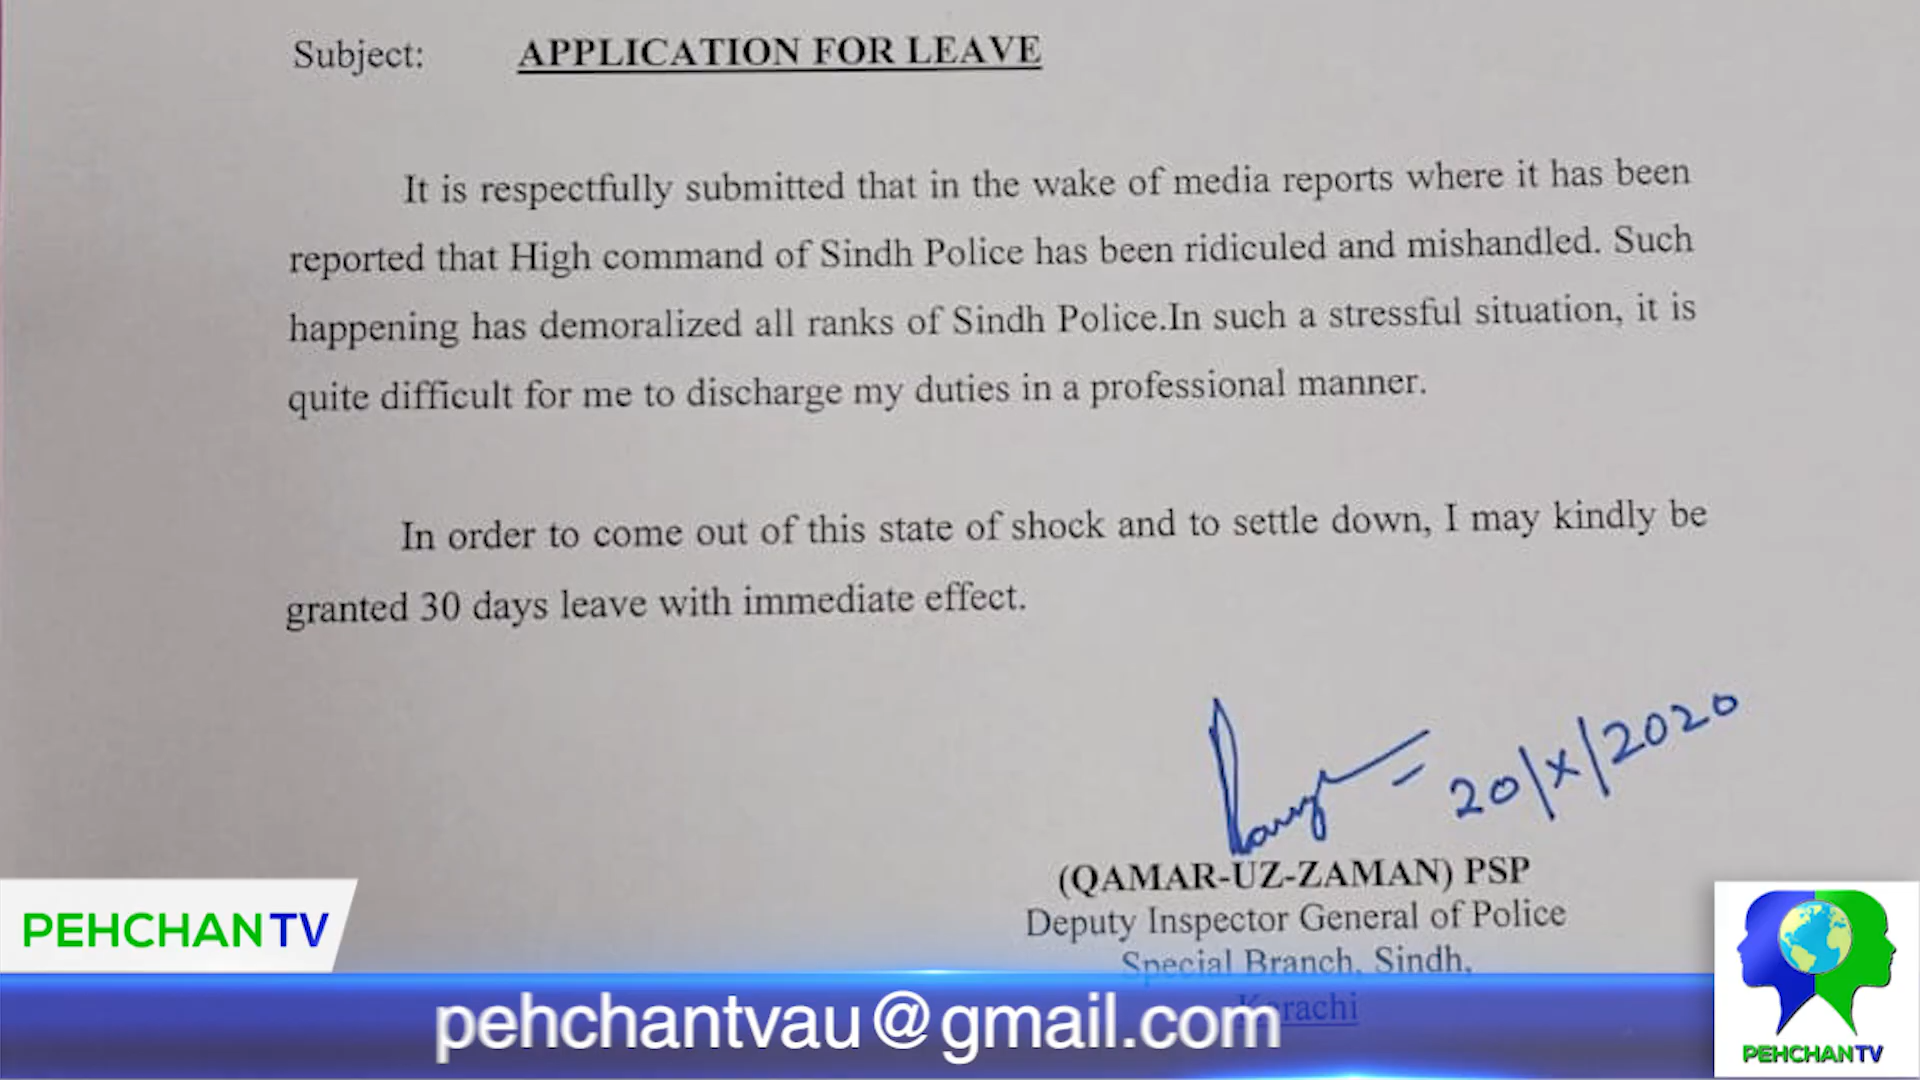 Subject: APPLICATION FOR LEAVE
It is respectfully submitted that in the wake of media reports where it has been
reported that High command of Sindh Police has been ridiculed and mishandled. Such
happening has demoralized all ranks of Sindh Police.In such a stressful situation, it is
quite difficult for me to discharge my duties in a professional manner.
In order to come out of this state of shock and to settle down, I may kindly be
granted 30 days leave with immediate effect.
20/X/2020
(QAMAR-UZ-ZAMAN) PSP
Deputy Inspector General of Police
Special Branch, Sindh,
Karachi
PEHCHAN TV
pehchantvau@gmail.com
PEHCHAN TV